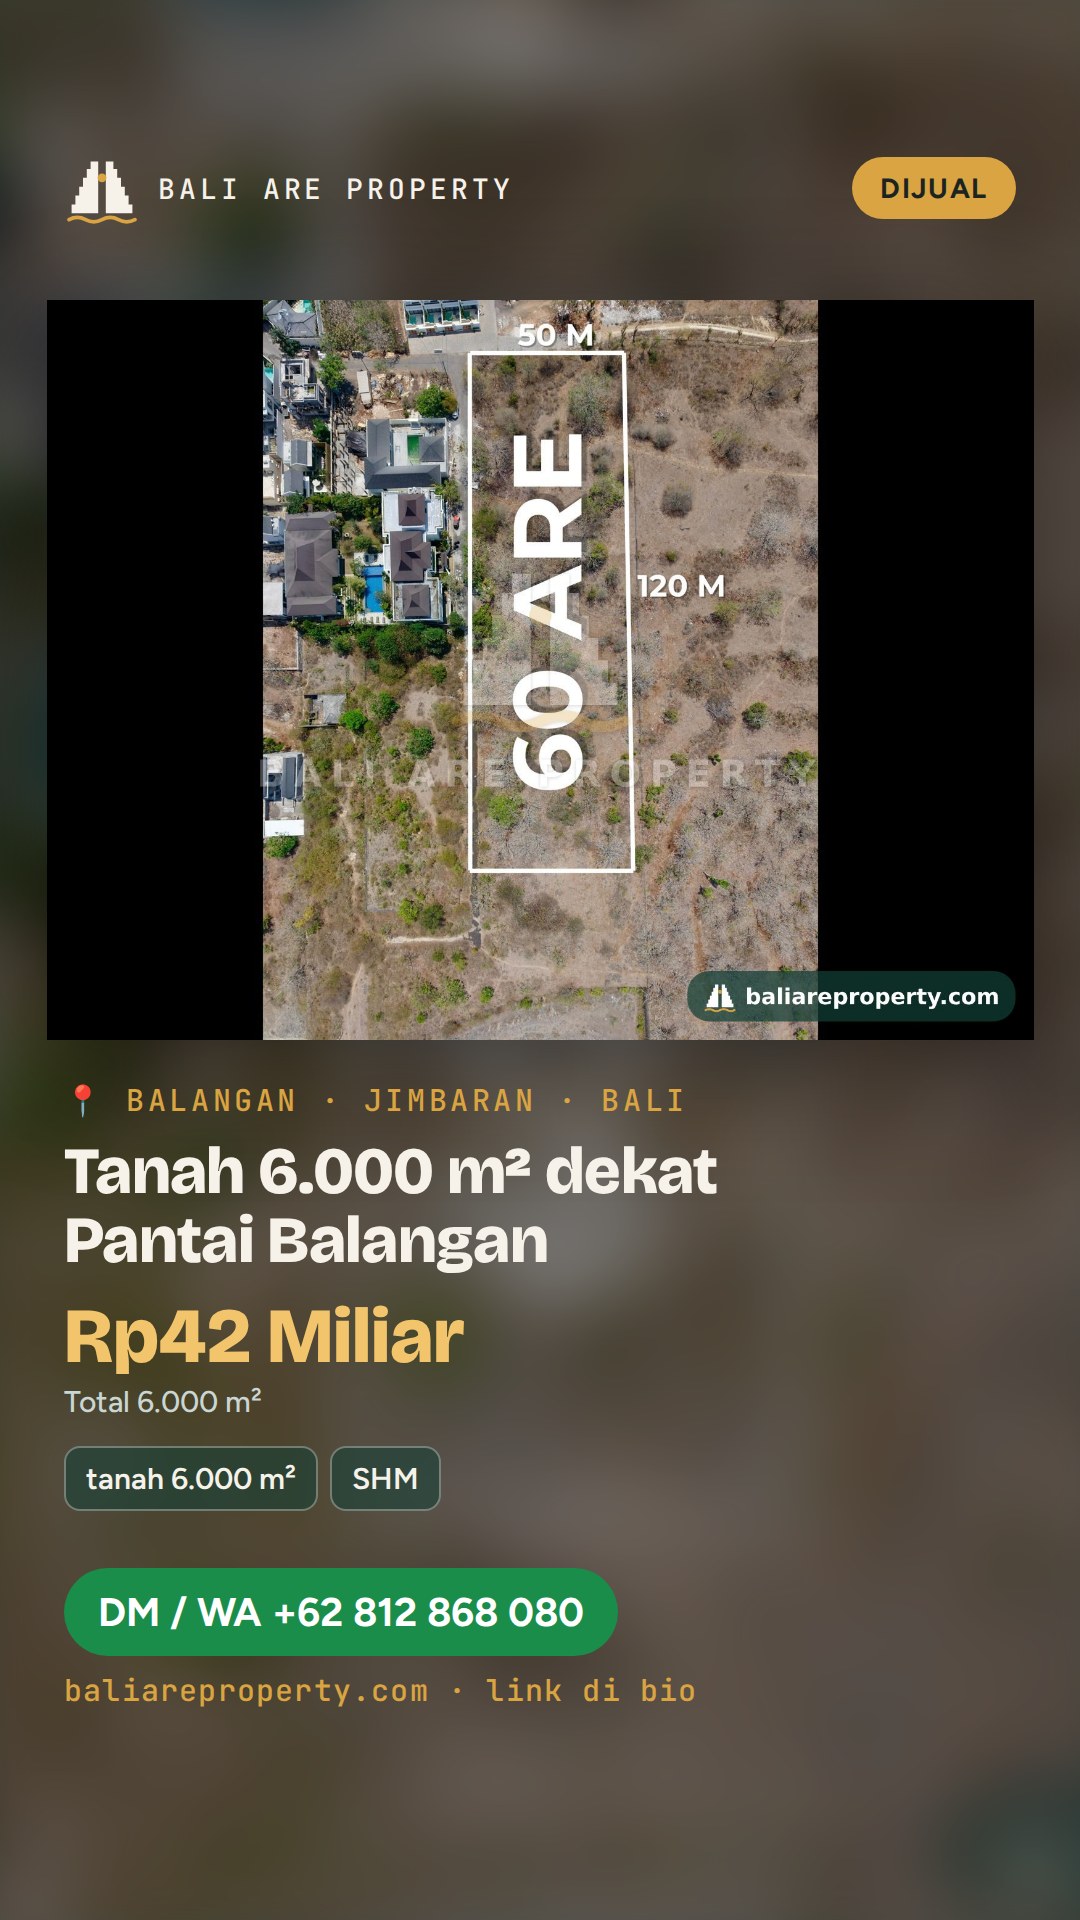 BALI ARE PROPERTY
DIJUAL
50 M
60 ARE
120 M
BALI ARE PROPERTY
baliareproperty.com
BALANGAN · JIMBARAN · BALI
Tanah 6.000 m² dekat
Pantai Balangan
Rp42 Miliar
Total 6.000 m²
tanah 6.000 m²
SHM
DM / WA +62 812 868 080
baliareproperty.com · link di bio